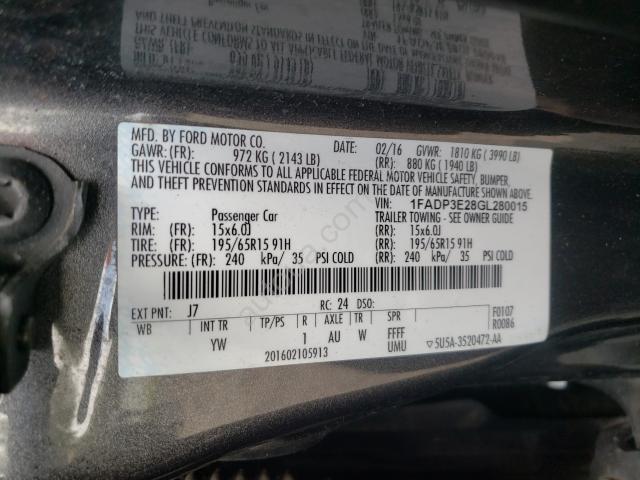 MFD. BY FORD MOTOR CO. 02/16 GVWR: 1810 KG ( 3990 LB)
GAWR: (FR): 972 KG ( 2143 LB) (RR): 880 KG ( 1940 LB)
THIS VEHICLE CONFORMS TO ALL APPLICABLE FEDERAL MOTOR VEHICLE SAFETY, BUMPER,
AND THEFT PREVENTION STANDARDS IN EFFECT ON THE DATE OF MANUFACTURE SHOWN ABOVE.
VIN: 1FADP3E28GL280015
TYPE: Passenger Car TRAILER TOWING - SEE OWNER GUIDE
RIM: (FR): 15x6.0J (RR): 15x6.0J
TIRE: (FR): 195/65R15 91H (RR): 195/65R15 91H
PRESSURE: (FR) 240 kPa/ 35 PSI COLD (RR): 240 kPa/ 35 PSI COLD
EXT PNT: J7 RC: 24 DSO: F0107
WB INT TR TP/PS R AXLE TR SPR R0086
YW 1 AU W FFFF
201602105913 UMU 5U5A-3520472-AA